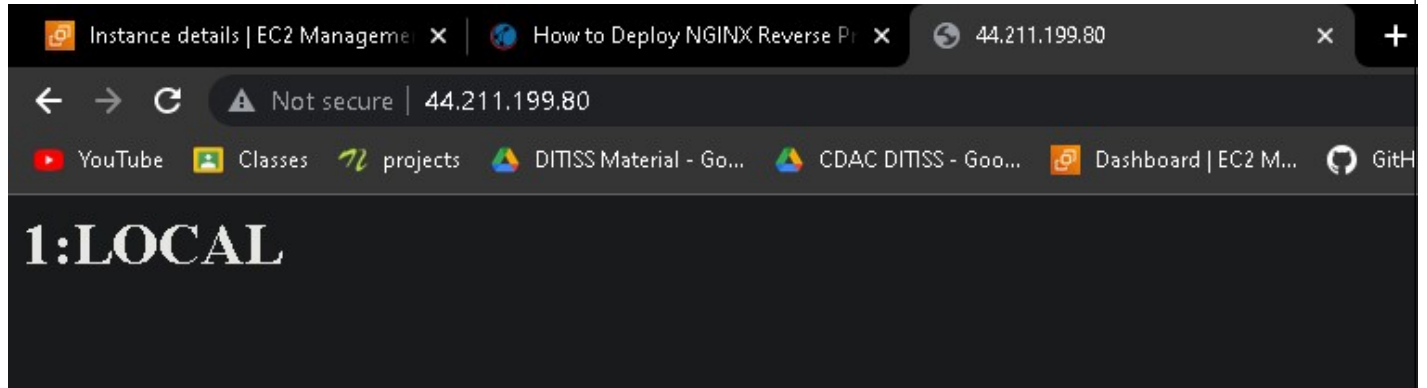 Instance details | EC2 Manageme How to Deploy NGINX Reverse Pr 44.211.199.80
Not secure | 44.211.199.80
YouTube Classes projects DITISS Material - Go... CDAC DITISS - Goo... Dashboard | EC2 M... GitH
1:LOCAL